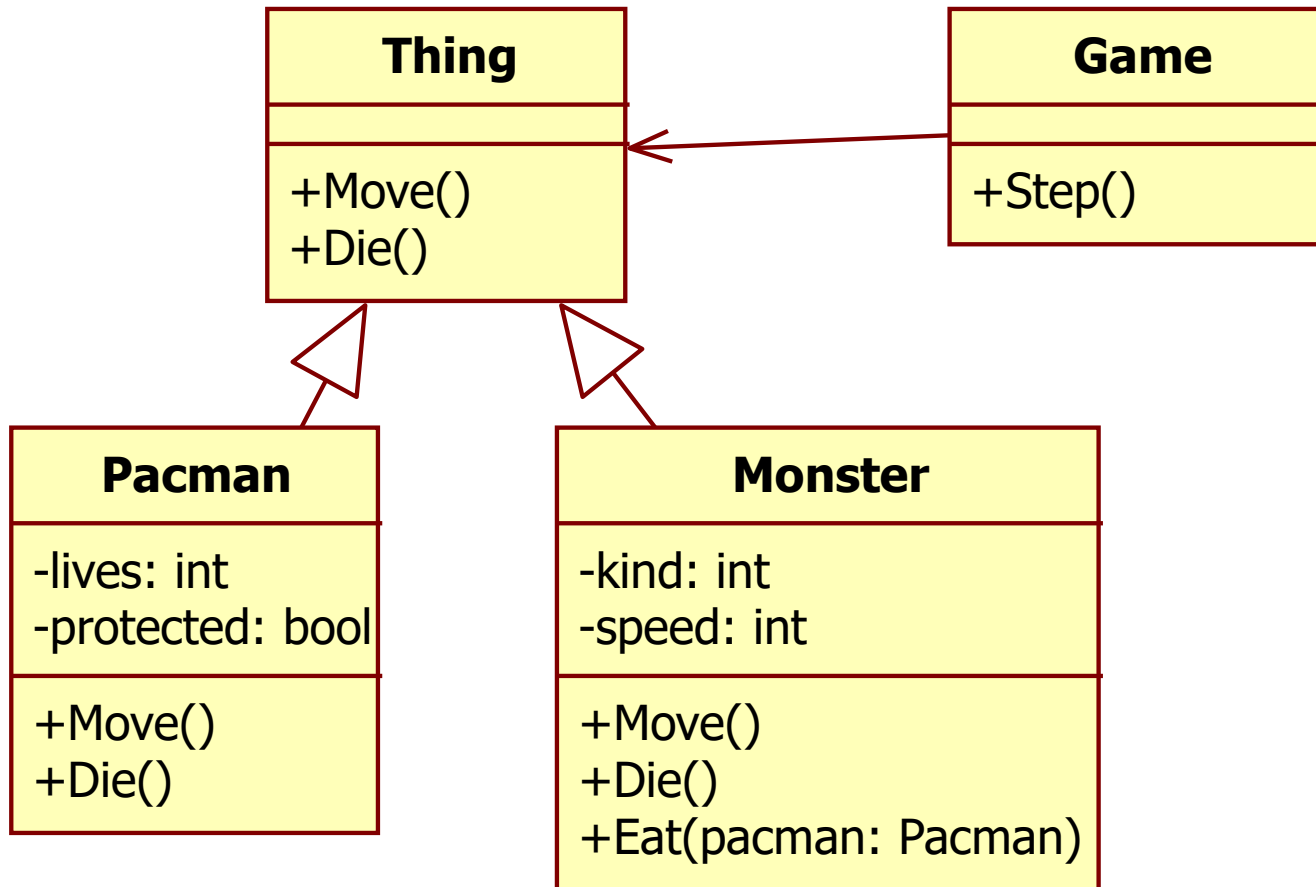 Thing
+Move()
+Die()
Game
+Step()
Pacman
-lives: int
-protected: bool
+Move()
+Die()
Monster
-kind: int
-speed: int
+Move()
+Die()
+Eat(pacman: Pacman)